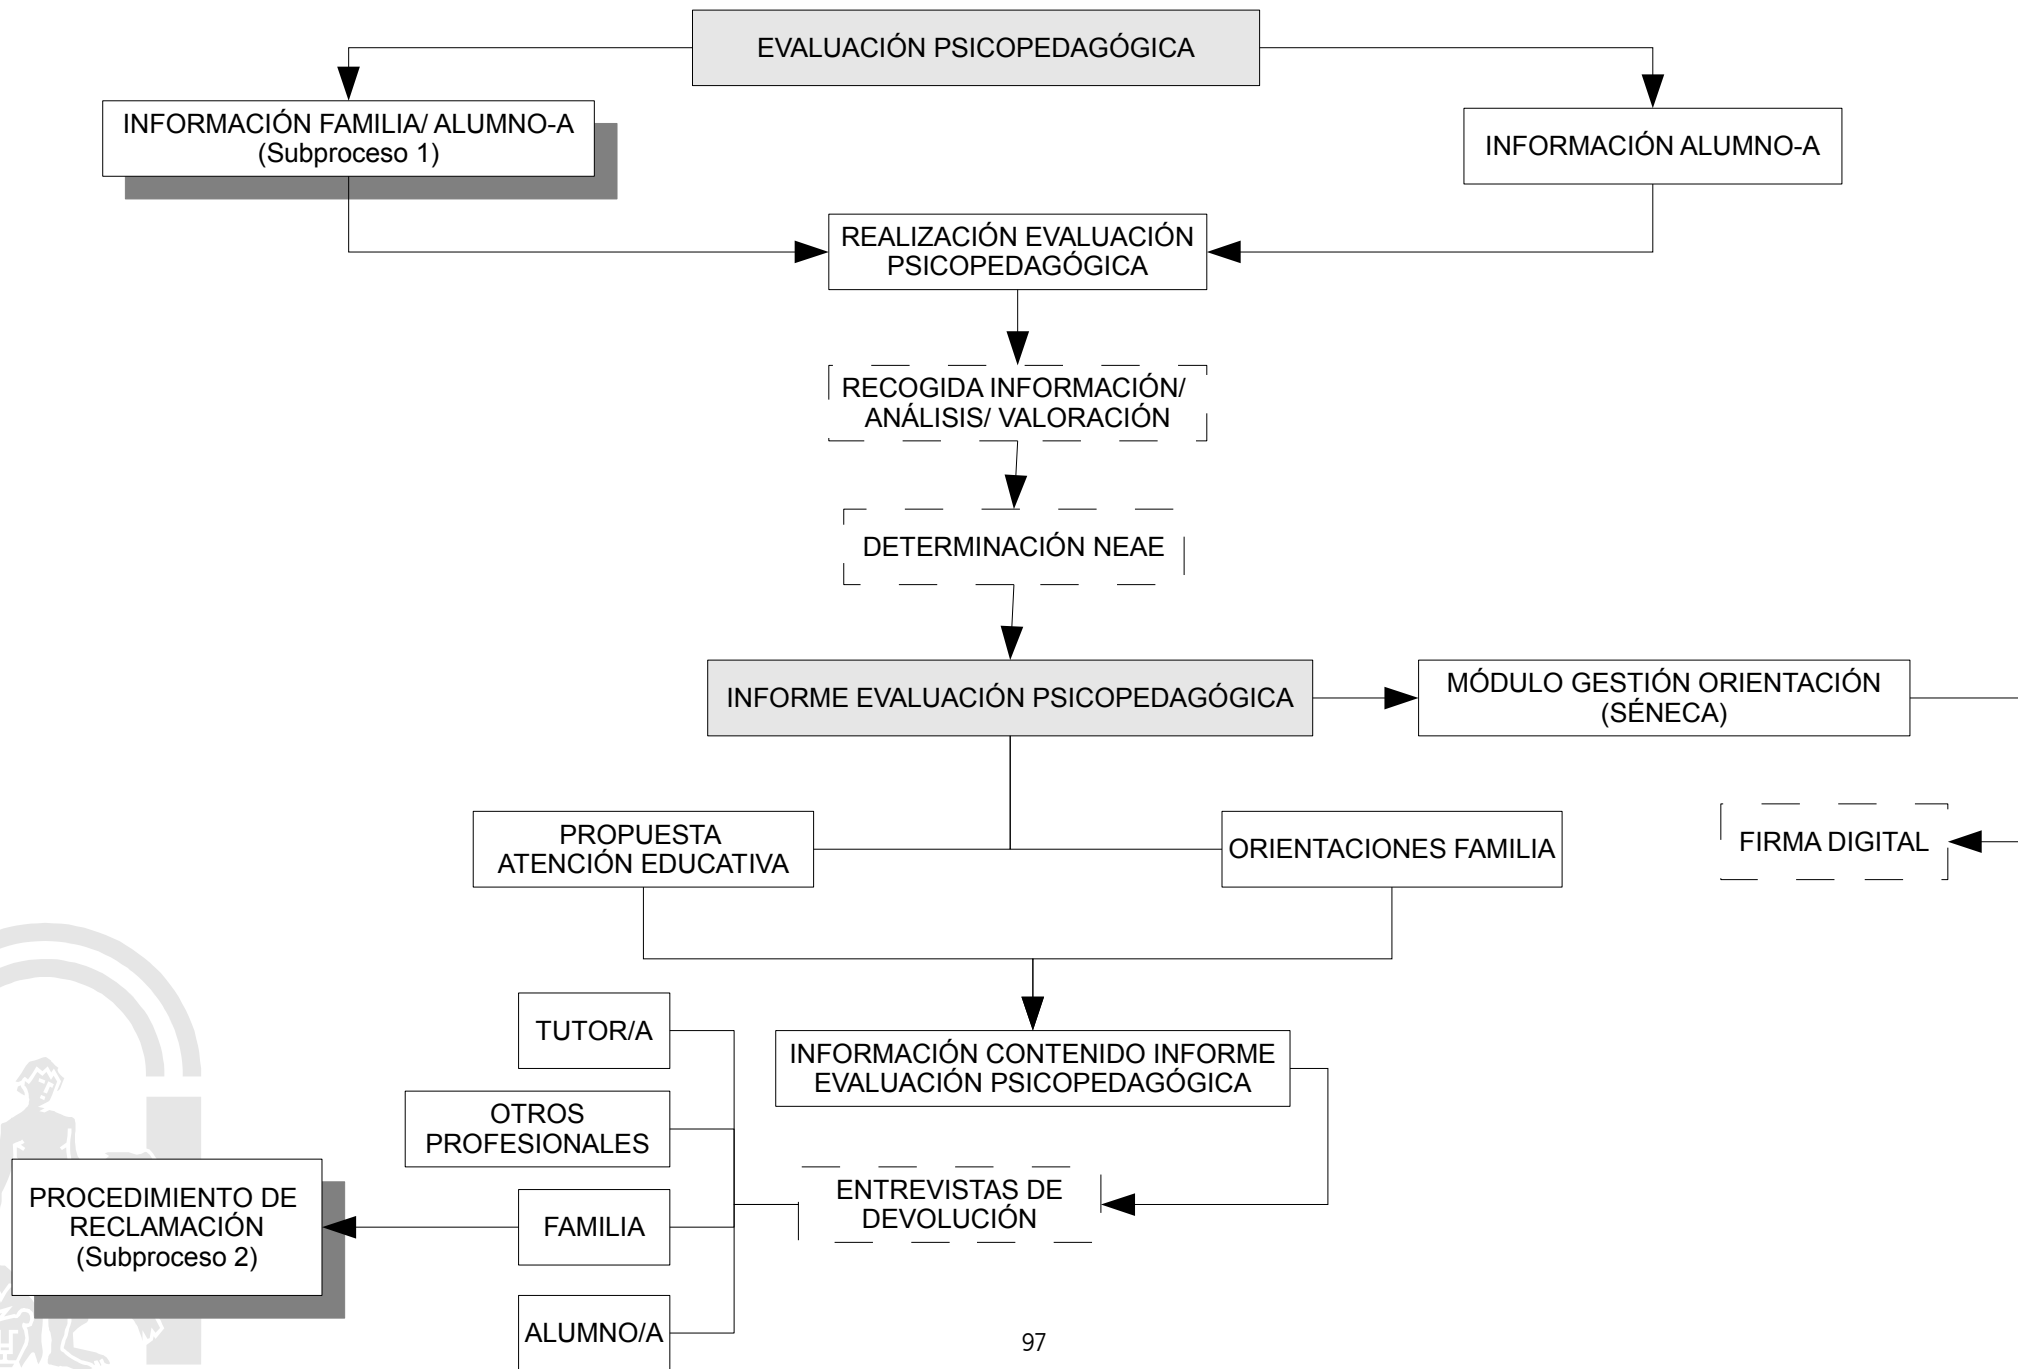 EVALUACIÓN PSICOPEDAGÓGICA
INFORMACIÓN FAMILIA/ ALUMNO-A
(Subproceso 1)
INFORMACIÓN ALUMNO-A
REALIZACIÓN EVALUACIÓN
PSICOPEDAGÓGICA
RECOGIDA INFORMACIÓN/
ANÁLISIS/ VALORACIÓN
DETERMINACIÓN NEAE
INFORME EVALUACIÓN PSICOPEDAGÓGICA
MÓDULO GESTIÓN ORIENTACIÓN
(SÉNECA)
PROPUESTA
ATENCIÓN EDUCATIVA
ORIENTACIONES FAMILIA
FIRMA DIGITAL
TUTOR/A
INFORMACIÓN CONTENIDO INFORME
EVALUACIÓN PSICOPEDAGÓGICA
OTROS
PROFESIONALES
ENTREVISTAS DE
DEVOLUCIÓN
PROCEDIMIENTO DE
RECLAMACIÓN
(Subproceso 2)
FAMILIA
ALUMNO/A
97